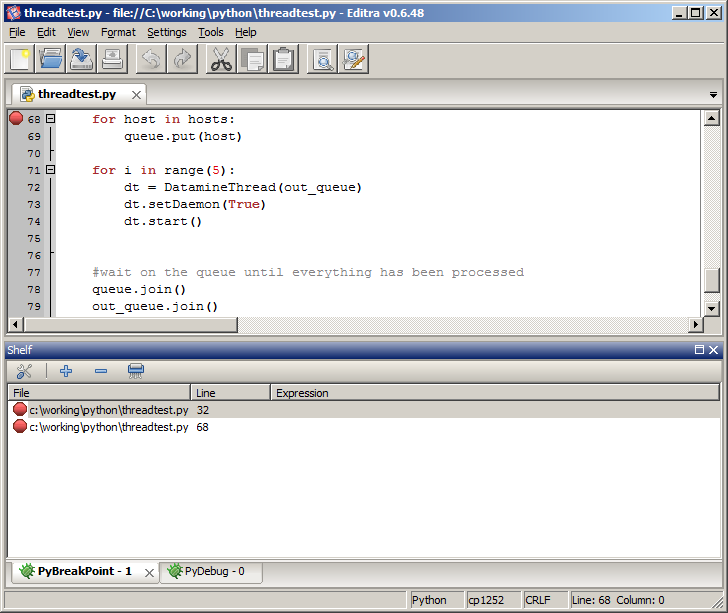 threadtest.py - file://C:\working\python\threadtest.py - Editra v0.6.48
File Edit View Format Settings Tools Help
threadtest.py
68 for host in hosts:
69 queue.put(host)
70
71 for i in range(5):
72 dt = DatamineThread(out_queue)
73 dt.setDaemon(True)
74 dt.start()
75
76
77 #wait on the queue until everything has been processed
78 queue.join()
79 out_queue.join()
Shelf
File Line Expression
c:\working\python\threadtest.py 32
c:\working\python\threadtest.py 68
PyBreakPoint - 1 PyDebug - 0
Python cp1252 CRLF Line: 68 Column: 0